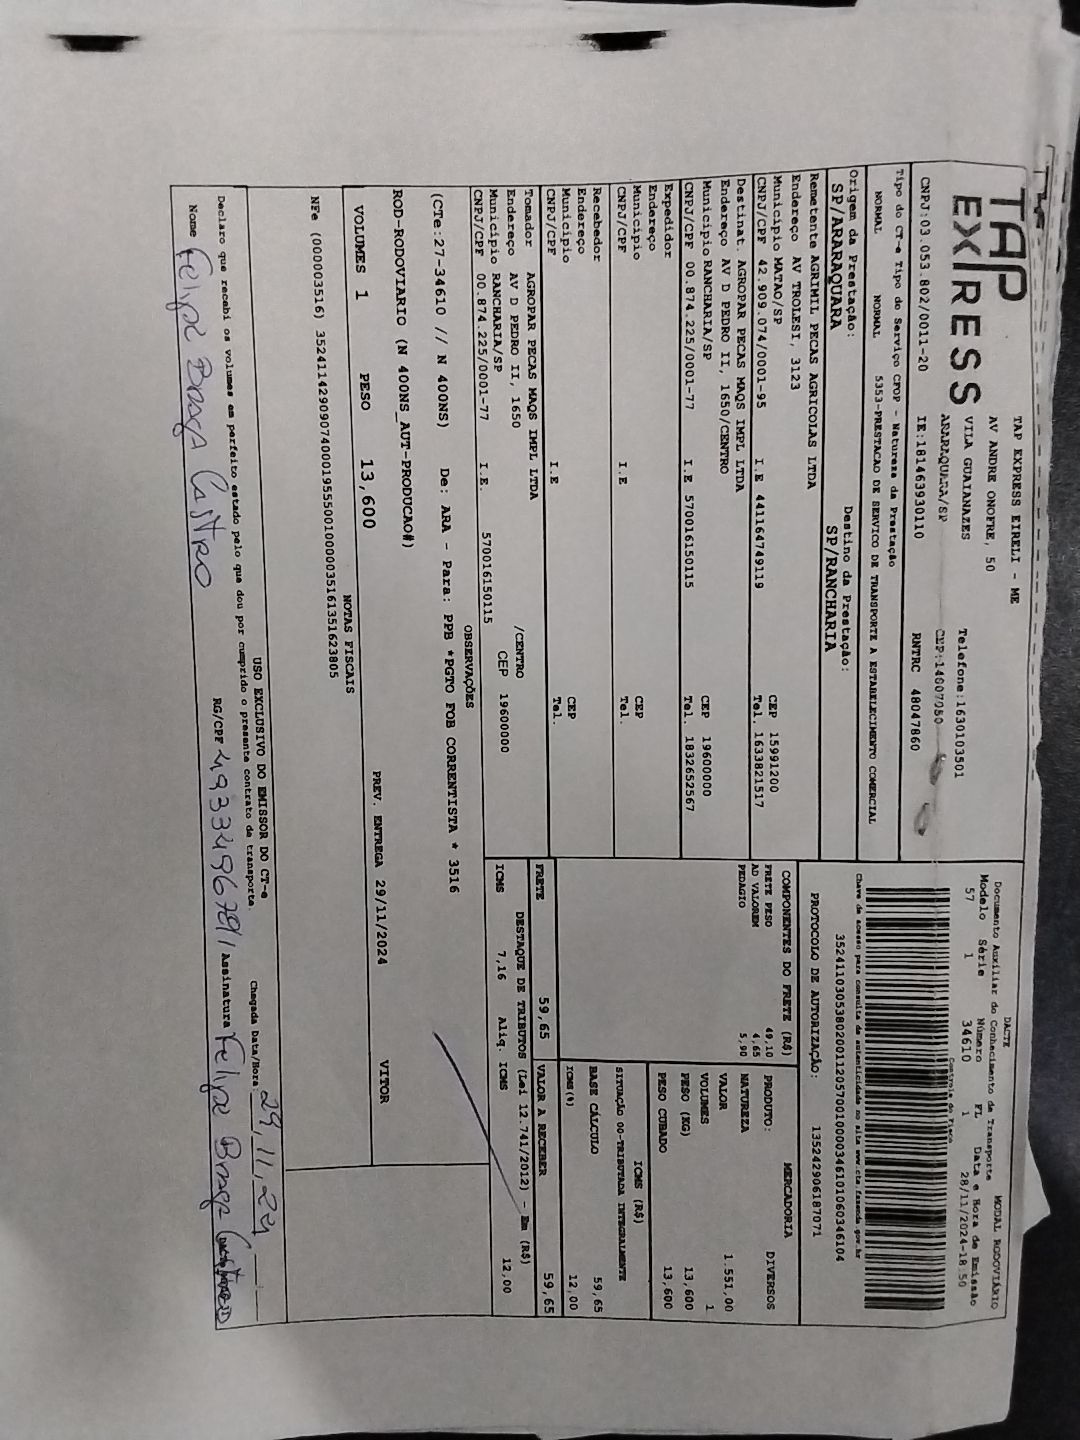 TAP
EXPRESS
TAP EXPRESS EIRELI - ME
AV ANDRE ONOFRE, 50
VILA GUAIANAZES
Telefone:1630103501
ARARAQUARA/SP
CEP:14807050
CNPJ:03.053.802/0011-20
IE:181463930110
RNTRC 48047860
Tipo do CT-e Tipo do Serviço CFOP - Natureza da Prestação
NORMAL NORMAL 5353-PRESTACAO DE SERVICO DE TRANSPORTE A ESTABELECIMENTO COMERCIAL
Origem da Prestação: Destino da Prestação:
SP/ARARAQUARA SP/RANCHARIA
Remetente AGRIMIL PECAS AGRICOLAS LTDA
Endereço AV TROLESI, 3123
Município MATAO/SP CEP 15991200
CNPJ/CPF 42.909.074/0001-95 I.E 441164749119 Tel. 1633821517
Destinat. AGROPAR PECAS MAQS IMPL LTDA
Endereço AV D PEDRO II, 1650/CENTRO
Município RANCHARIA/SP CEP 19600000
CNPJ/CPF 00.874.225/0001-77 I.E 570016150115 Tel. 1832652567
Expedidor
Endereço
Município CEP
CNPJ/CPF I.E Tel.
Recebedor
Endereço
Município CEP
CNPJ/CPF I.E Tel.
Tomador AGROPAR PECAS MAQS IMPL LTDA
Endereço AV D PEDRO II, 1650 /CENTRO
Município RANCHARIA/SP CEP 19600000
CNPJ/CPF 00.874.225/0001-77 I.E. 570016150115
DACTE MODAL RODOVIÁRIO
Documento Auxiliar do Conhecimento de Transporte
Modelo Série Número FL Data e Hora de Emissão
57 1 34610 1 28/11/2024-18:50
Controle do Fisco
Chave de acesso para consulta de autenticidade no site www.cte.fazenda.gov.br
35241103053802001120570010000346101060346104
PROTOCOLO DE AUTORIZAÇÃO: 135242906187071
COMPONENTES DO FRETE (R$)
FRETE PESO 49,10
AD VALOREM 4,65
PEDAGIO 5,90
MERCADORIA
PRODUTO: DIVERSOS
NATUREZA
VALOR 1.551,00
VOLUMES 1
PESO (KG) 13,600
PESO CUBADO 13,600
ICMS (R$)
SITUAÇÃO 00-TRIBUTADA INTEGRALMENTE
BASE CÁLCULO 59,65
ICMS(%) 12,00
FRETE 59,65 VALOR A RECEBER 59,65
DESTAQUE DE TRIBUTOS (Lei 12.741/2012) - Em (R$)
ICMS 7,16 Aliq. ICMS 12,00
OBSERVAÇÕES
(CTe:27-34610 // N 400NS) De: ARA - Para: PPB *PGTO FOB CORRENTISTA * 3516
ROD-RODOVIARIO (N 400NS_AUT-PRODUCAO#)
VOLUMES 1 PESO 13,600 PREV. ENTREGA 29/11/2024 VITOR
NOTAS FISCAIS
NFe (000003516) 35241142909074000195550010000035161351623805
USO EXCLUSIVO DO EMISSOR DO CT-e
Declaro que recebi os volumes em perfeito estado pelo que dou por cumprido o presente contrato de transporte.
Chegada Data/Hora: 29,11,24
Nome Felipe Braga Castro RG/CPF 49334967811 Assinatura Felipe Braga